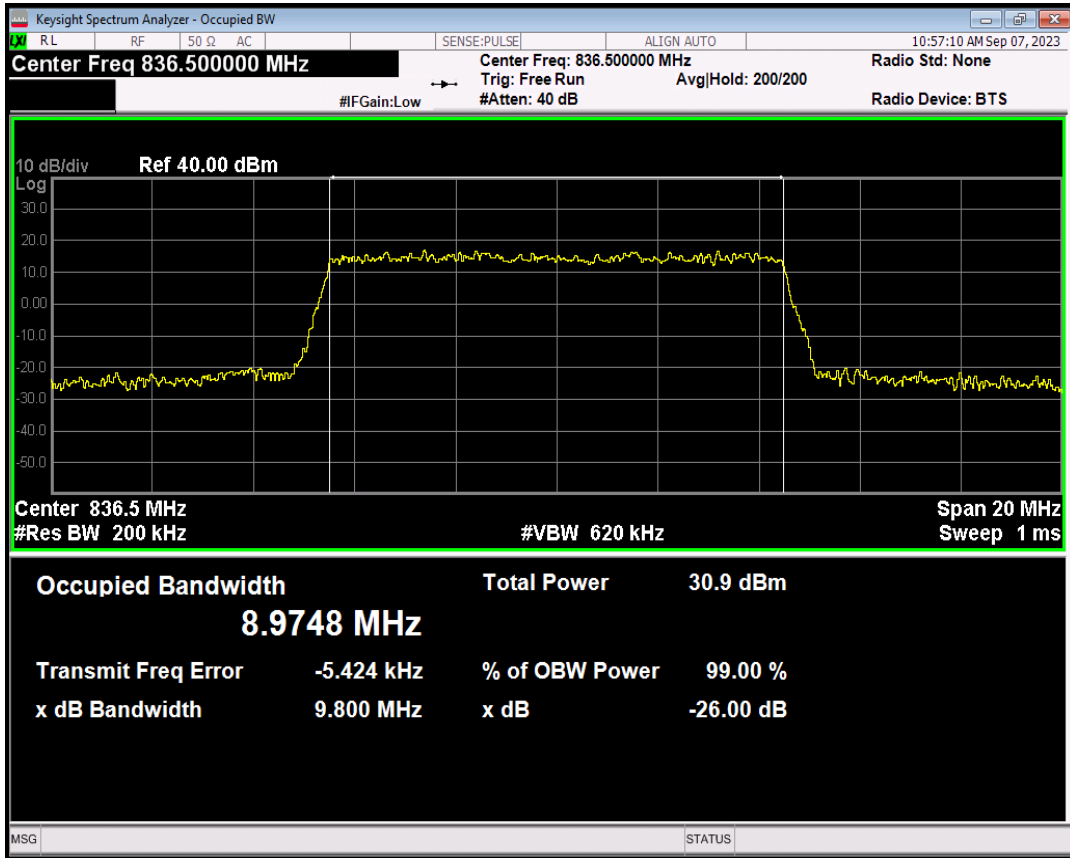 Keysight Spectrum Analyzer - Occupied BW
LXI RL RF 50 Ω AC SENSE:PULSE ALIGN AUTO 10:57:10 AM Sep 07, 2023
Center Freq 836.500000 MHz Center Freq: 836.500000 MHz Radio Std: None
Trig: Free Run Avg|Hold: 200/200
#IFGain:Low #Atten: 40 dB Radio Device: BTS
10 dB/div Ref 40.00 dBm
Log
30.0
20.0
10.0
0.00
-10.0
-20.0
-30.0
-40.0
-50.0
Center 836.5 MHz Span 20 MHz
#Res BW 200 kHz #VBW 620 kHz Sweep 1 ms
Occupied Bandwidth Total Power 30.9 dBm
8.9748 MHz
Transmit Freq Error -5.424 kHz % of OBW Power 99.00 %
x dB Bandwidth 9.800 MHz x dB -26.00 dB
MSG STATUS